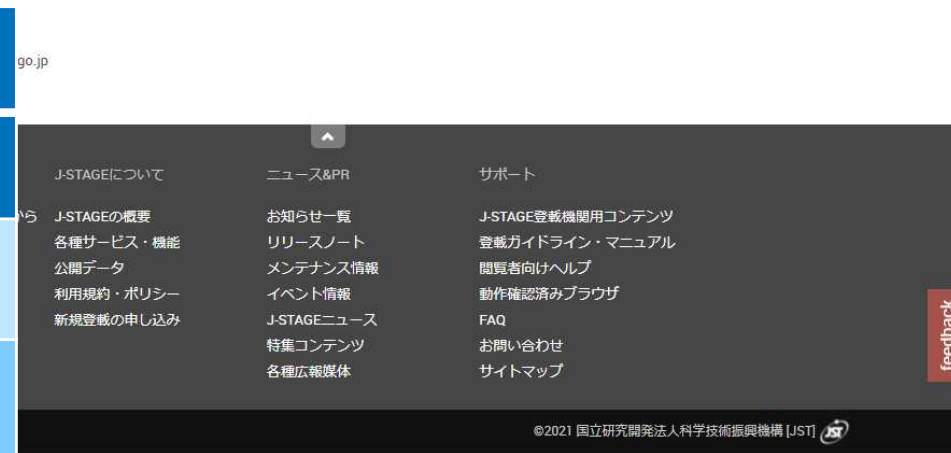 go.jp
J-STAGEについて
ニュース&PR
サポート
から
J-STAGEの概要
各種サービス・機能
公開データ
利用規約・ポリシー
新規登載の申し込み
お知らせ一覧
リリースノート
メンテナンス情報
イベント情報
J-STAGEニュース
特集コンテンツ
各種広報媒体
J-STAGE登載機関用コンテンツ
登載ガイドライン・マニュアル
閲覧者向けヘルプ
動作確認済みブラウザ
FAQ
お問い合わせ
サイトマップ
feedback
©2021 国立研究開発法人科学技術振興機構 [JST]
JST